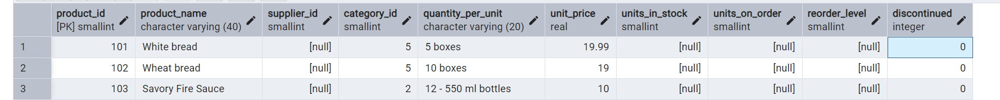 product_id product_name supplier_id category_id quantity_per_unit unit_price units_in_stock units_on_order reorder_level discontinued
[PK] smallint character varying (40) smallint smallint character varying (20) real smallint smallint smallint integer
1 101 White bread [null] 5 5 boxes 19.99 [null] [null] [null] 0
2 102 Wheat bread [null] 5 10 boxes 19 [null] [null] [null] 0
3 103 Savory Fire Sauce [null] 2 12 - 550 ml bottles 10 [null] [null] [null] 0